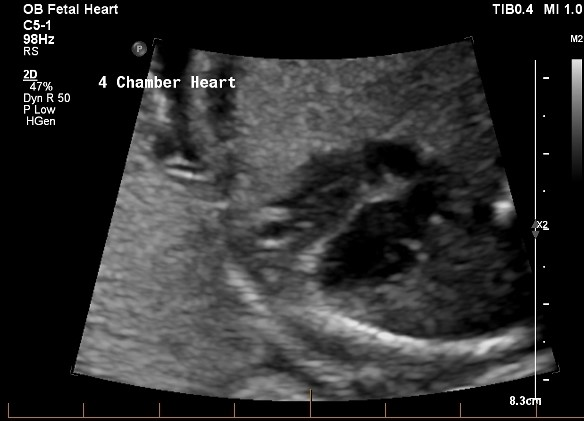 OB Fetal Heart
TIB0.4 MI 1.0
C5-1
98Hz
RS
M2
P
2D
47%
Dyn R 50
P Low
HGen
4 Chamber Heart
X2
8.3cm